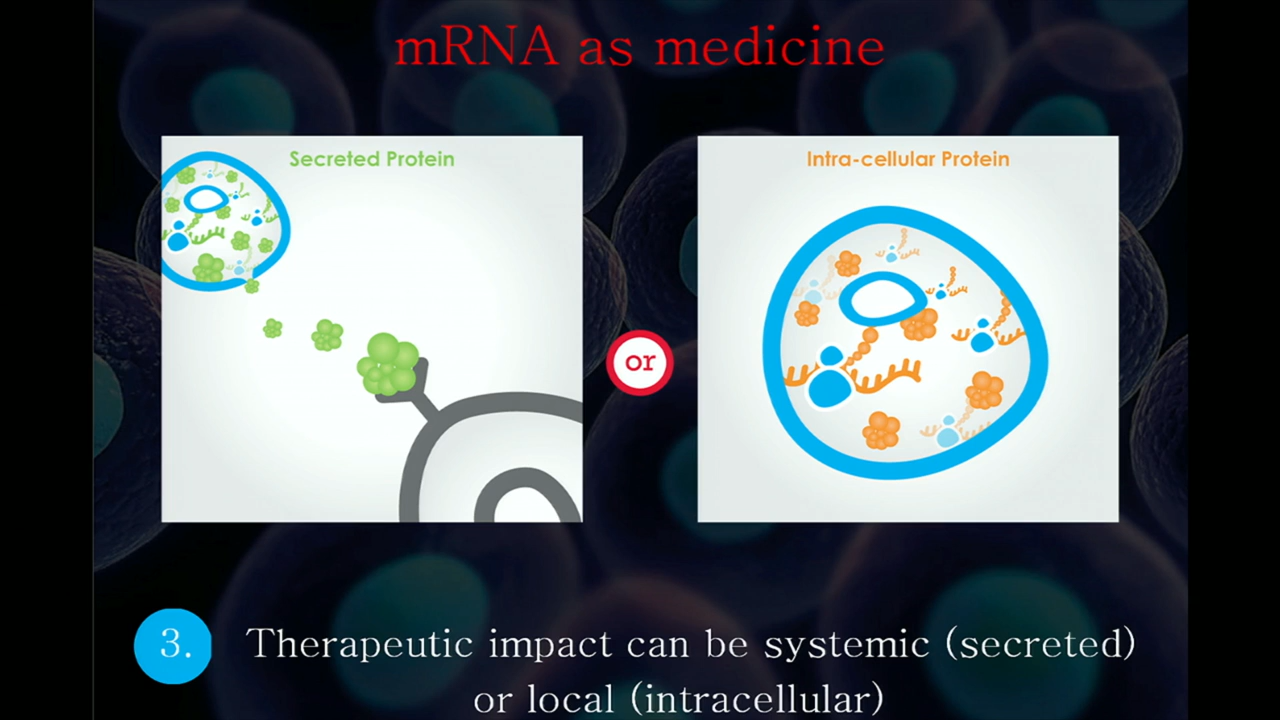 mRNA as medicine
Secreted Protein
Intra-cellular Protein
or
3. Therapeutic impact can be systemic (secreted)
or local (intracellular)